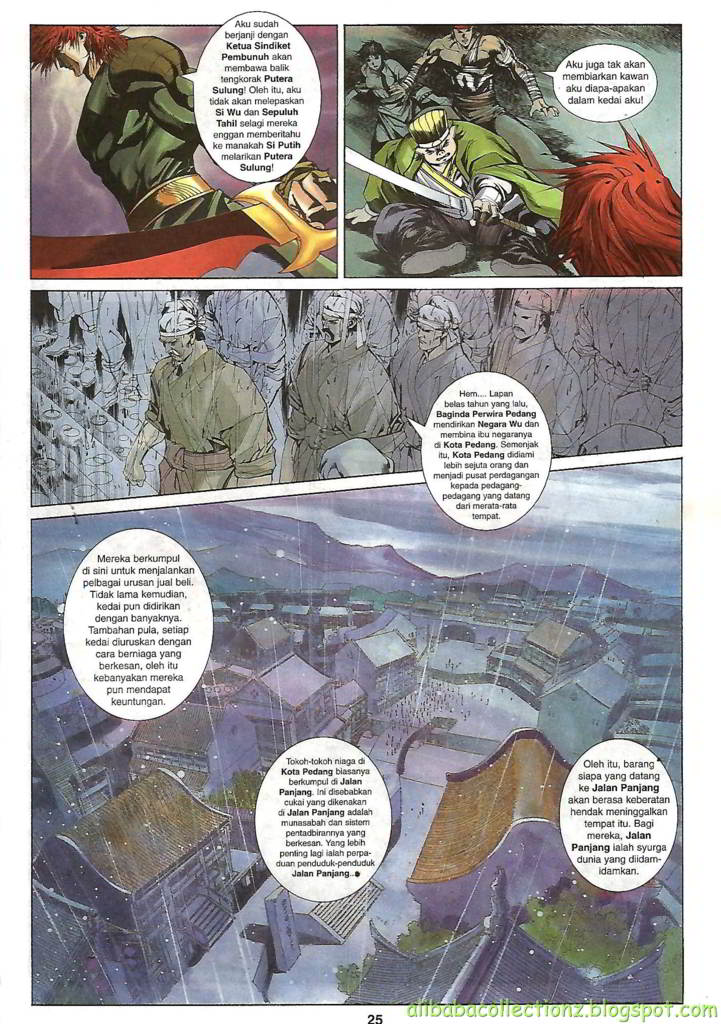 Aku sudah
berjanji dengan
Ketua Sindiket
Pembunuh akan
membawa balik
tengkorak Putera
Sulung! Oleh itu, aku
tidak akan melepaskan
Si Wu dan Sepuluh
Tahil selagi mereka
enggan memberitahu
ke manakah Si Putih
melarikan Putera
Sulung!
Aku juga tak akan
membiarkan kawan
aku diapa-apakan
dalam kedai aku!
Hem.... Lapan
belas tahun yang lalu,
Baginda Perwira Pedang
mendirikan Negara Wu dan
membina ibu negaranya
di Kota Pedang. Semenjak
itu, Kota Pedang didiami
lebih sejuta orang dan
menjadi pusat perdagangan
kepada pedagang-
pedagang yang datang
dari merata-rata
tempat.
Mereka berkumpul
di sini untuk menjalankan
pelbagai urusan jual beli.
Tidak lama kemudian,
kedai pun didirikan
dengan banyaknya.
Tambahan pula, setiap
kedai diuruskan dengan
cara berniaga yang
berkesan, oleh itu
kebanyakan mereka
pun mendapat
keuntungan.
Tokoh-tokoh niaga di
Kota Pedang biasanya
berkumpul di Jalan
Panjang. Ini disebabkan
cukai yang dikenakan
di Jalan Panjang adalah
munasabah dan sistem
pentadbirannya yang
berkesan. Yang lebih
penting lagi ialah perpa-
duan penduduk-penduduk
Jalan Panjang...
Oleh itu, barang
siapa yang datang
ke Jalan Panjang
akan berasa keberatan
hendak meninggalkan
tempat itu. Bagi
mereka, Jalan
Panjang ialah syurga
dunia yang diidam-
idamkan.
25
alibabacollectionz.blogspot.com